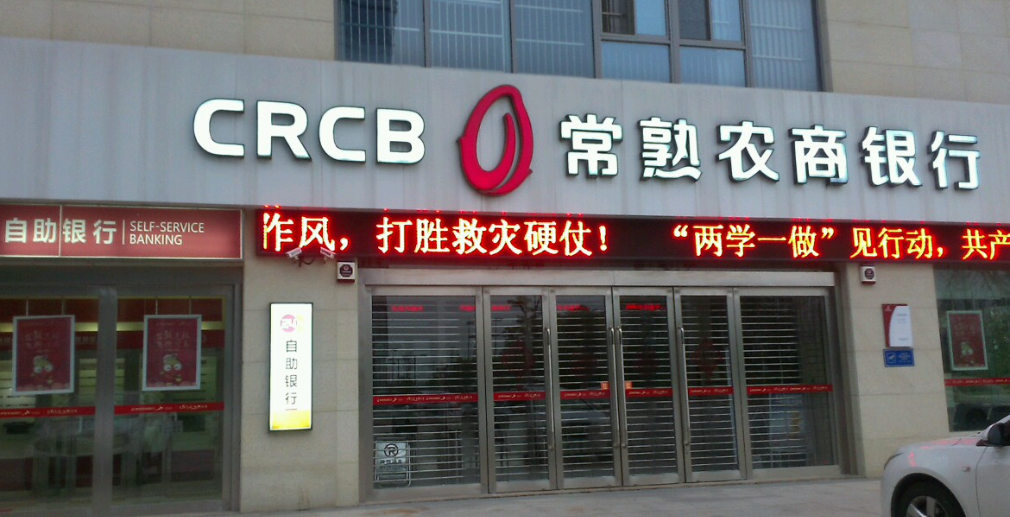 CRCB 常熟农商银行
自助银行 SELF-SERVICE
BANKING
作风，打胜救灾硬仗！ “两学一做”见行动，共产
自助银行